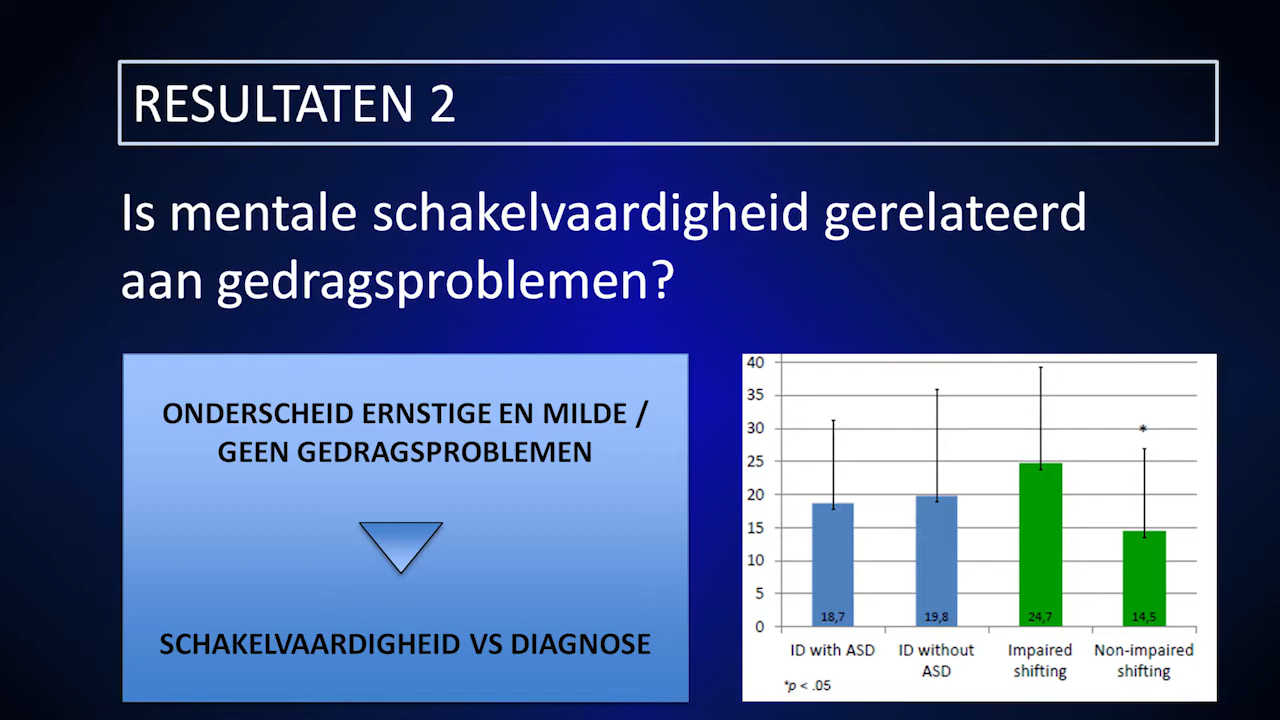 RESULTATEN 2
Is mentale schakelvaardigheid gerelateerd
aan gedragsproblemen?
ONDERSCHEID ERNSTIGE EN MILDE /
GEEN GEDRAGSPROBLEMEN
SCHAKELVAARDIGHEID VS DIAGNOSE
40
35
30
25
20
15
10
5
0
*
18,7
19,8
24,7
14,5
ID with ASD
ID without
ASD
Impaired
shifting
Non-impaired
shifting
*p < .05